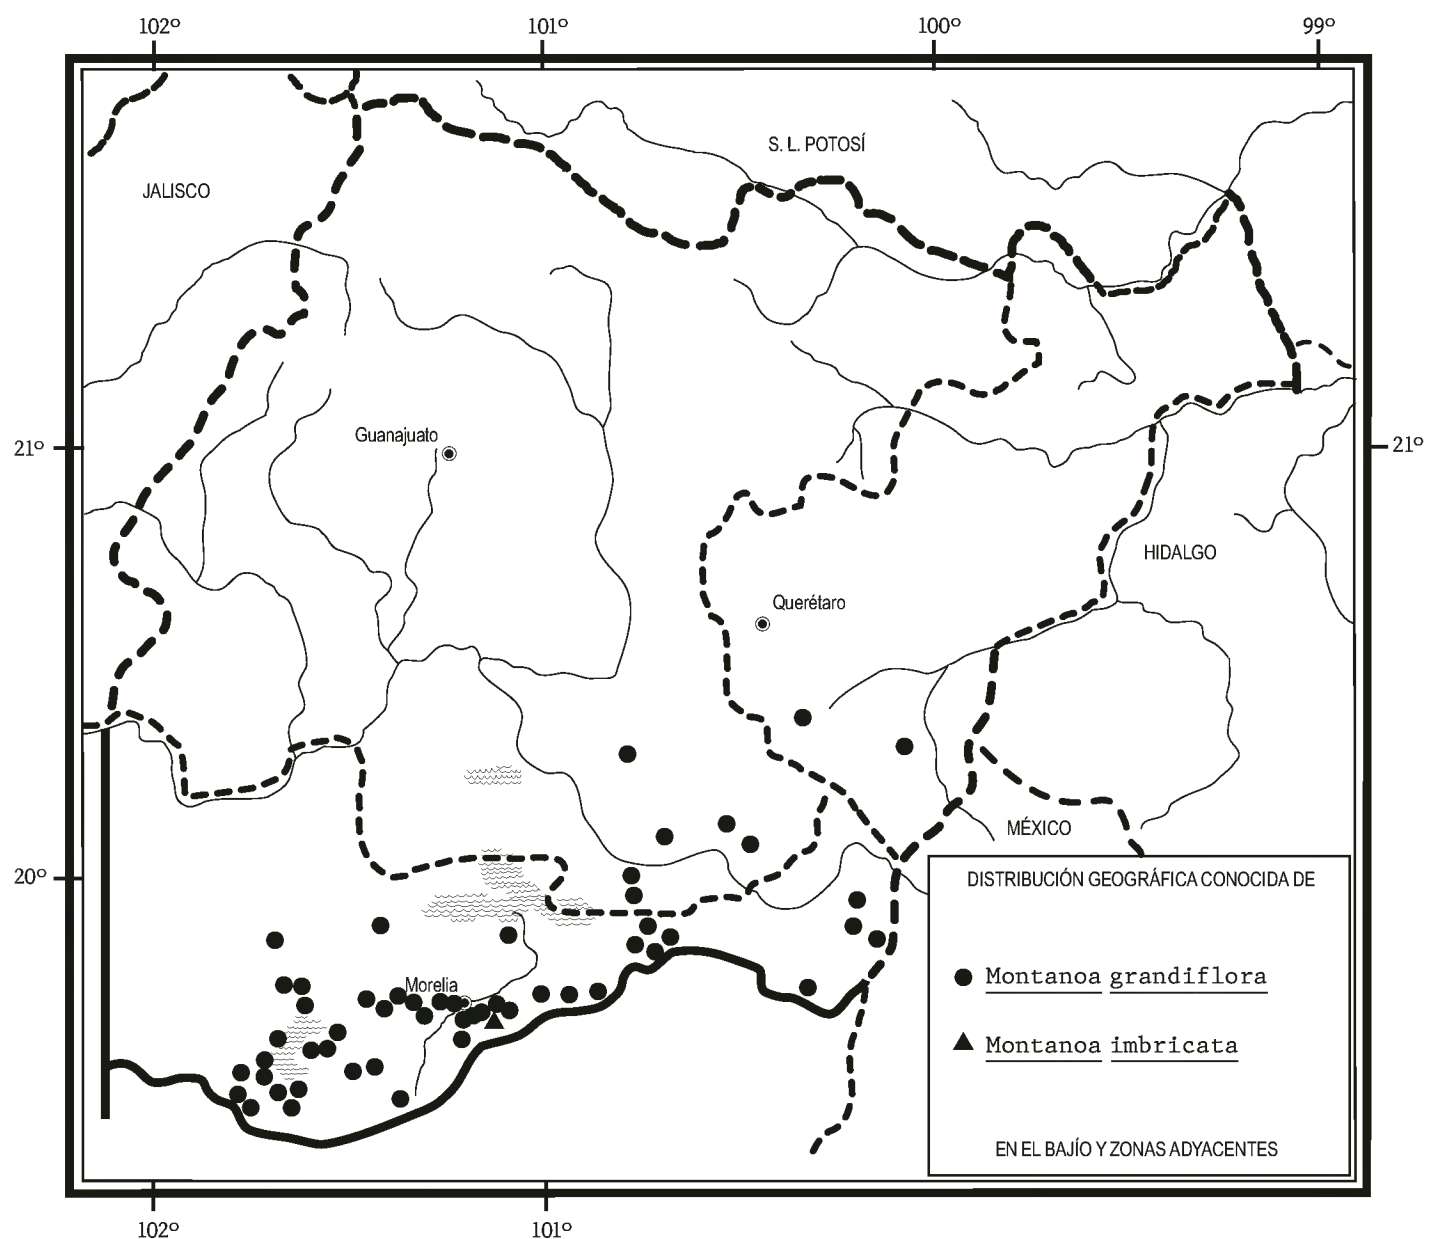 102º
101º
100º
99º
S. L. POTOSÍ
JALISCO
Guanajuato
21º
21º
HIDALGO
Querétaro
MÉXICO
20º
DISTRIBUCIÓN GEOGRÁFICA CONOCIDA DE
Morelia
Montanoa grandiflora
Montanoa imbricata
EN EL BAJÍO Y ZONAS ADYACENTES
102º
101º